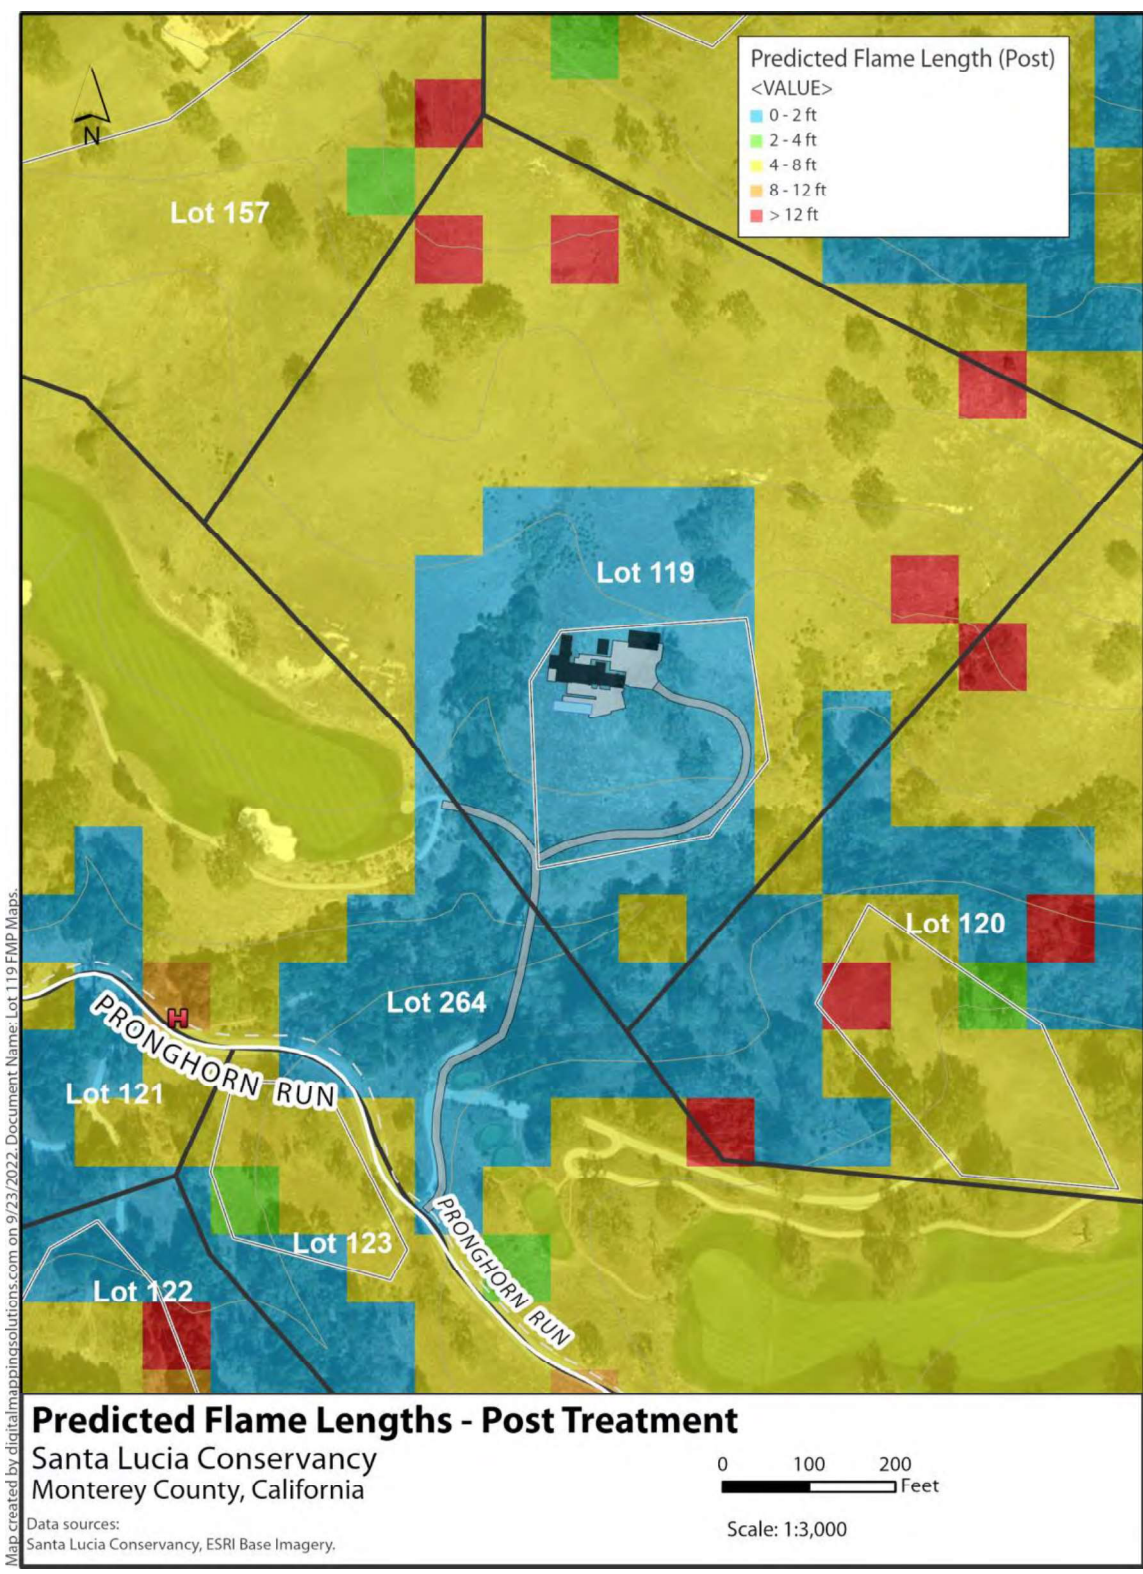 Predicted Flame Length (Post)
<VALUE>
0 - 2 ft
2 - 4 ft
4 - 8 ft
8 - 12 ft
> 12 ft
N
Lot 157
Lot 119
Lot 120
Lot 264
H
PRONGHORN RUN
Lot 121
PRONGHORN RUN
Lot 123
Lot 122
Map created by digitalmappingsolutions.com on 9/23/2022. Document Name: Lot 119 FMP Maps.
Predicted Flame Lengths - Post Treatment
Santa Lucia Conservancy
Monterey County, California
Data sources:
Santa Lucia Conservancy, ESRI Base Imagery.
0 100 200
Feet
Scale: 1:3,000